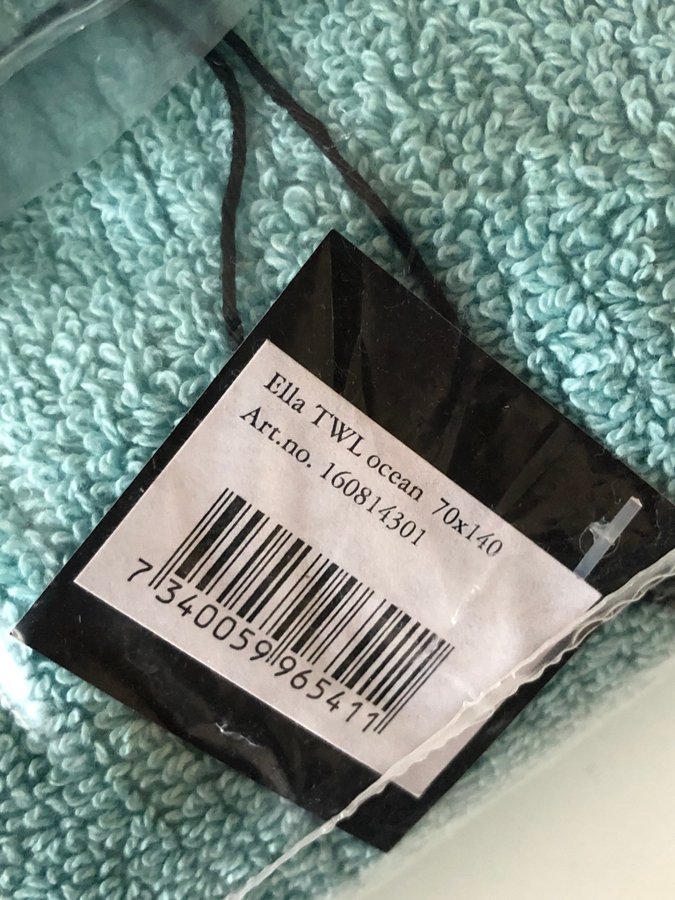 Ella TWL ocean 70x140
Art.no. 160814301
7 340059 965411